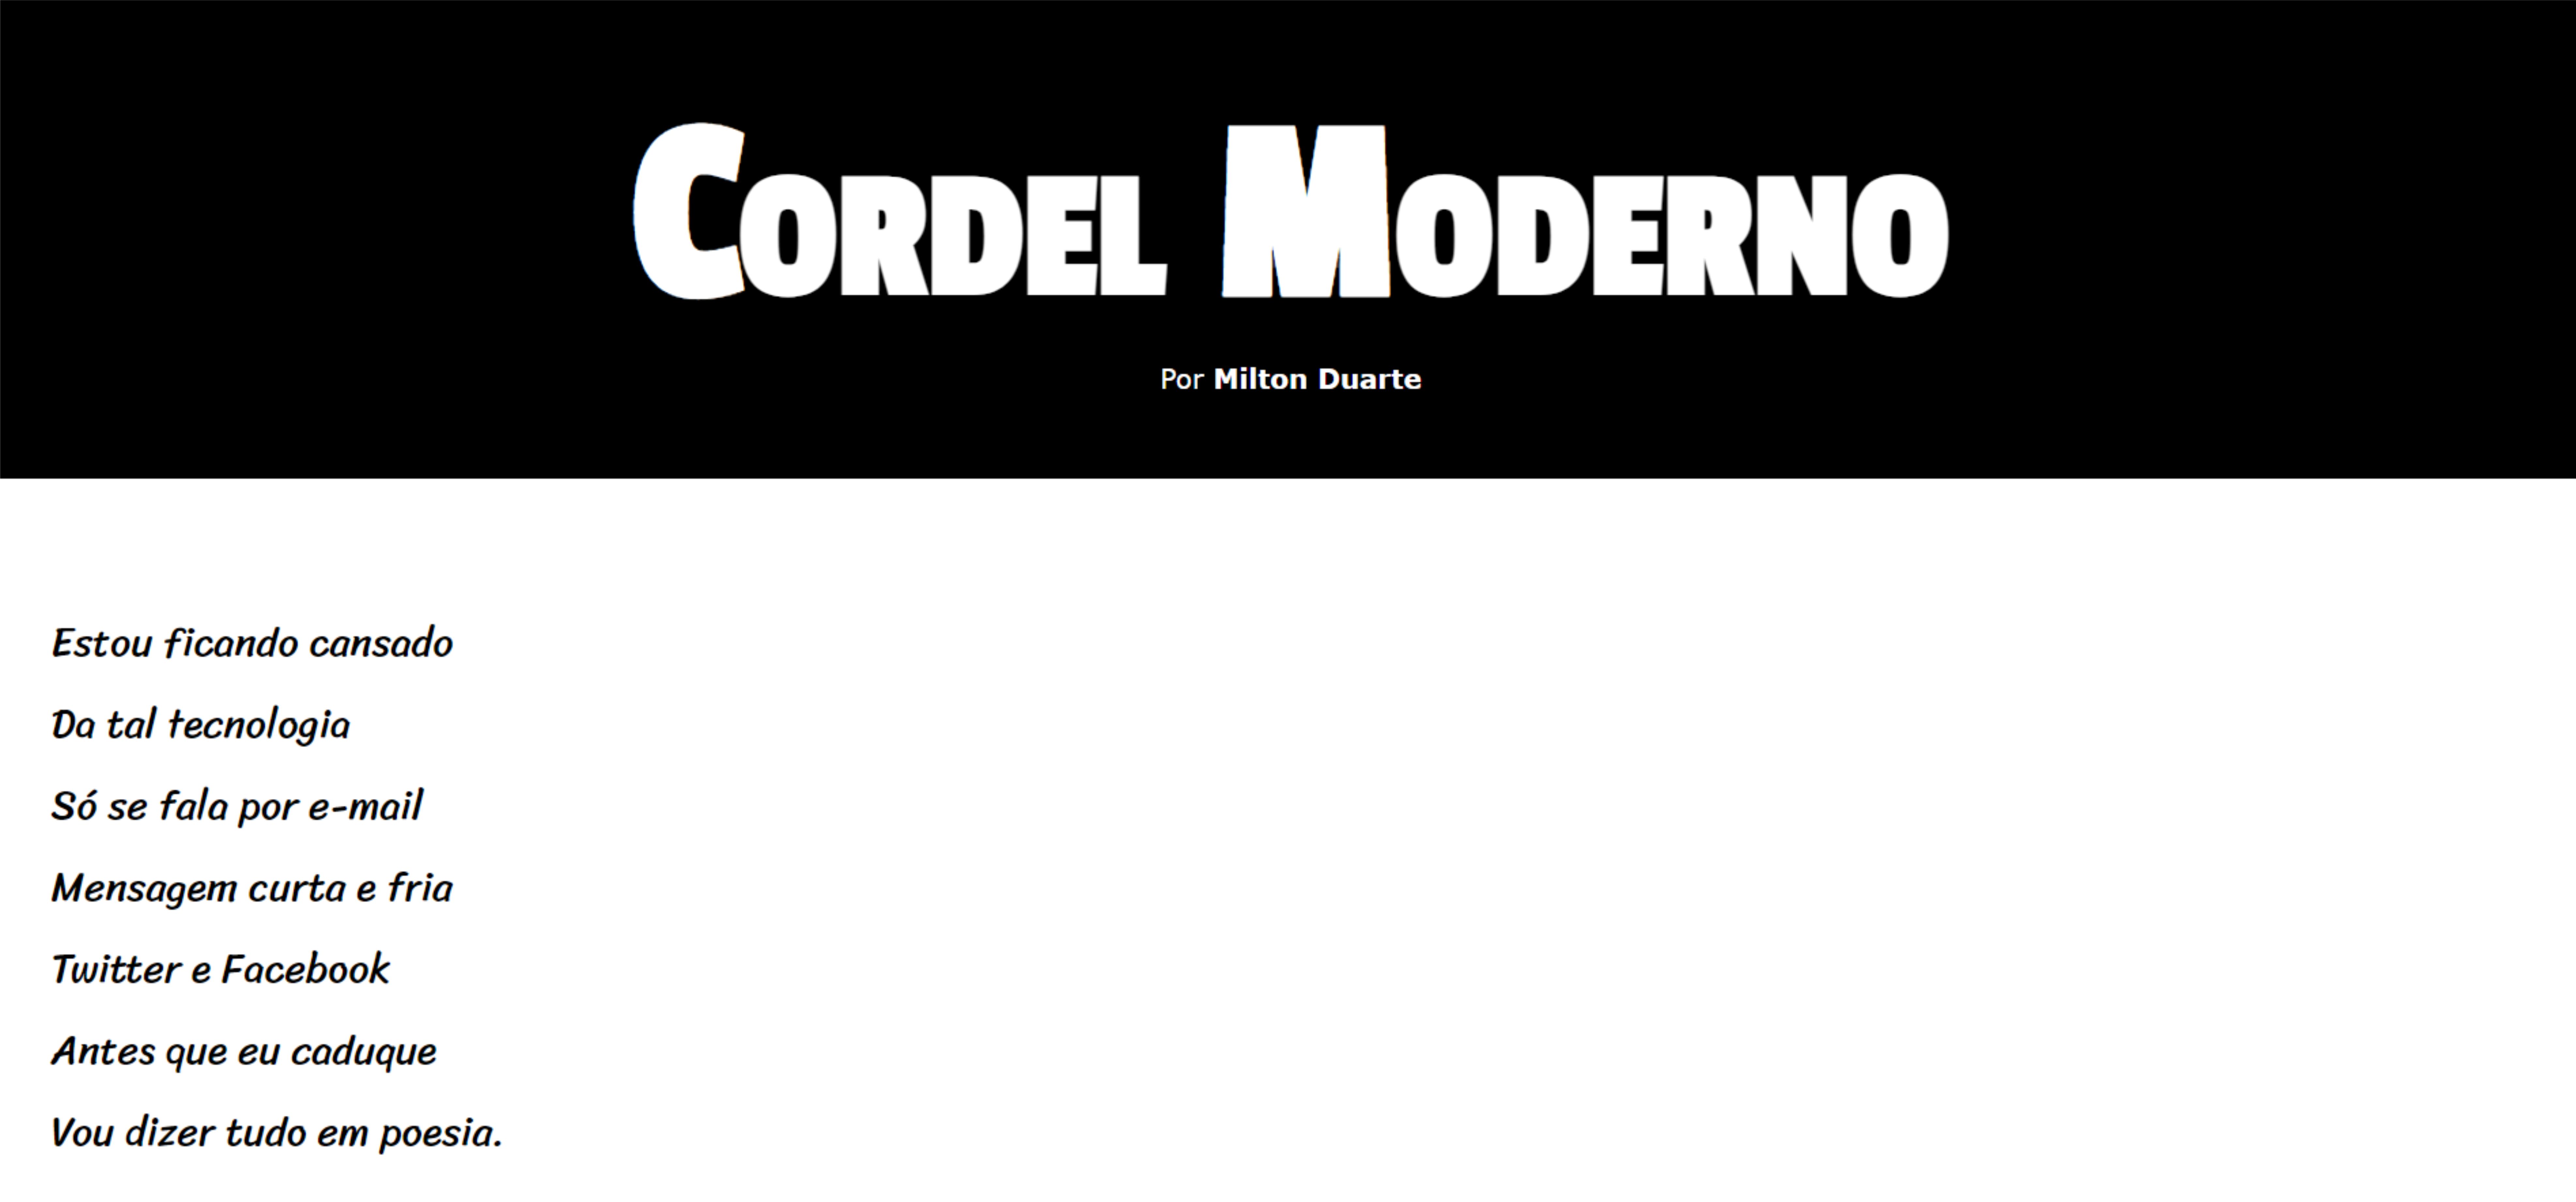 Cordel Moderno
Por Milton Duarte
Estou ficando cansado
Da tal tecnologia
Só se fala por e-mail
Mensagem curta e fria
Twitter e Facebook
Antes que eu caduque
Vou dizer tudo em poesia.